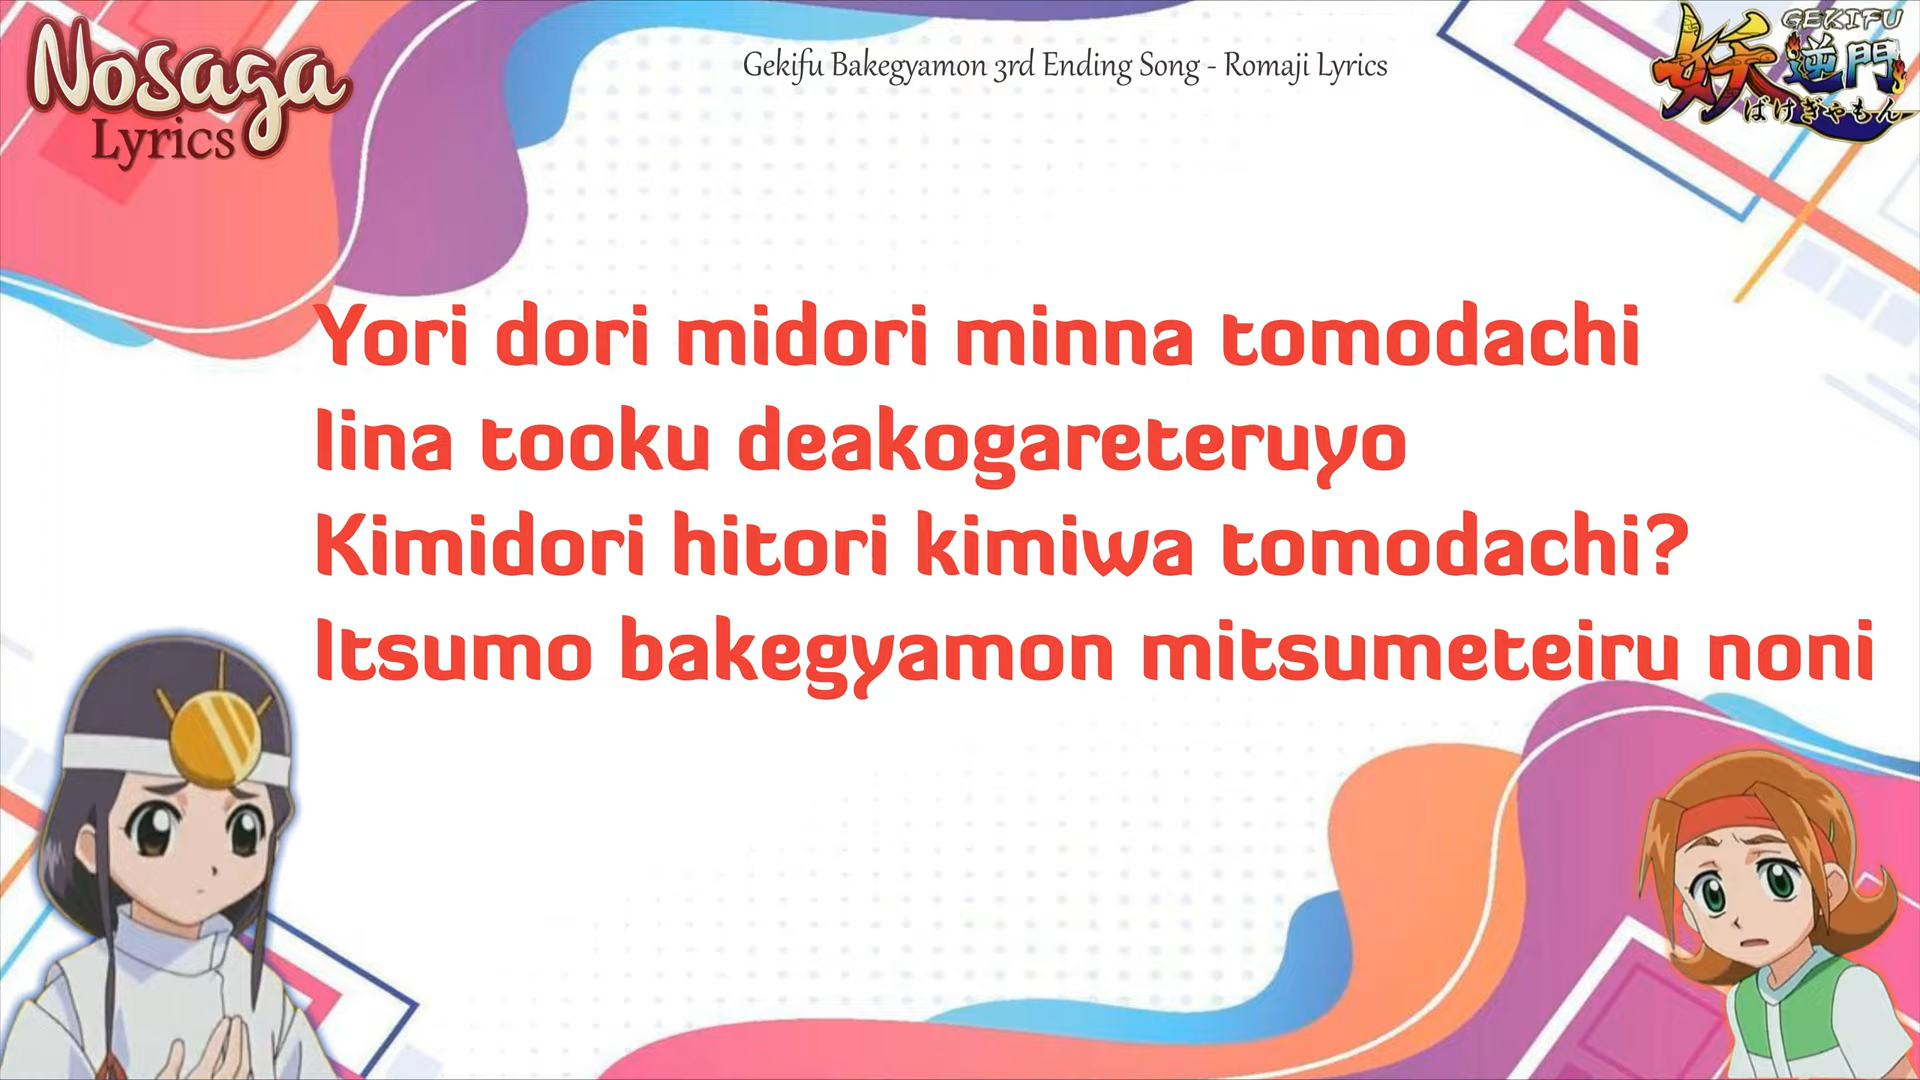 Nosaga
Lyrics
Gekifu Bakegyamon 3rd Ending Song - Romaji Lyrics
GEKIFU
妖逆門
ばけぎゃもん
Yori dori midori minna tomodachi
Iina tooku deakogareteruyo
Kimidori hitori kimiwa tomodachi?
Itsumo bakegyamon mitsumeteiru noni